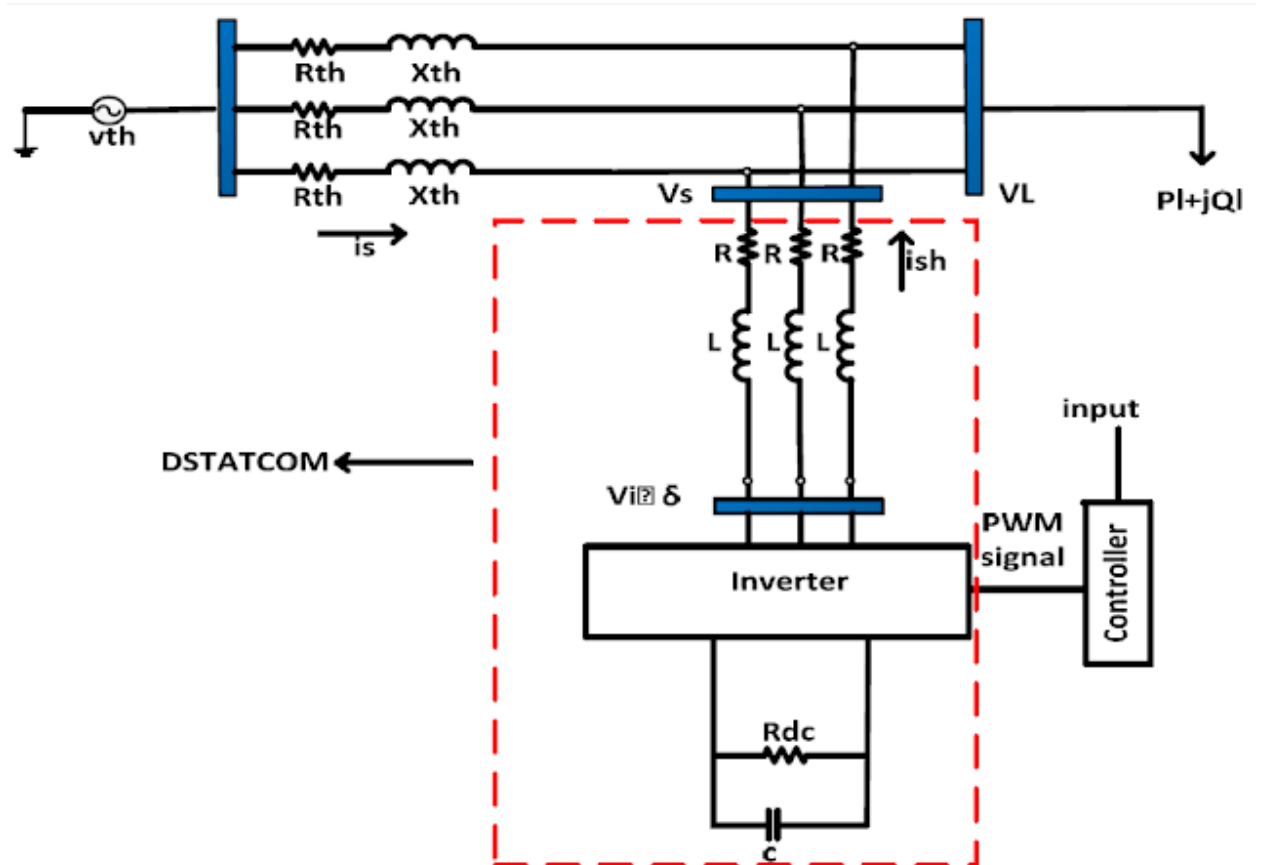 Rth
Xth
vth
Rth
Xth
Rth
Xth
Vs
VL
Pl+jQl
is
R
R
R
ish
L
L
L
input
DSTATCOM
Vi⍰ δ
PWM
signal
Inverter
Controller
Rdc
c